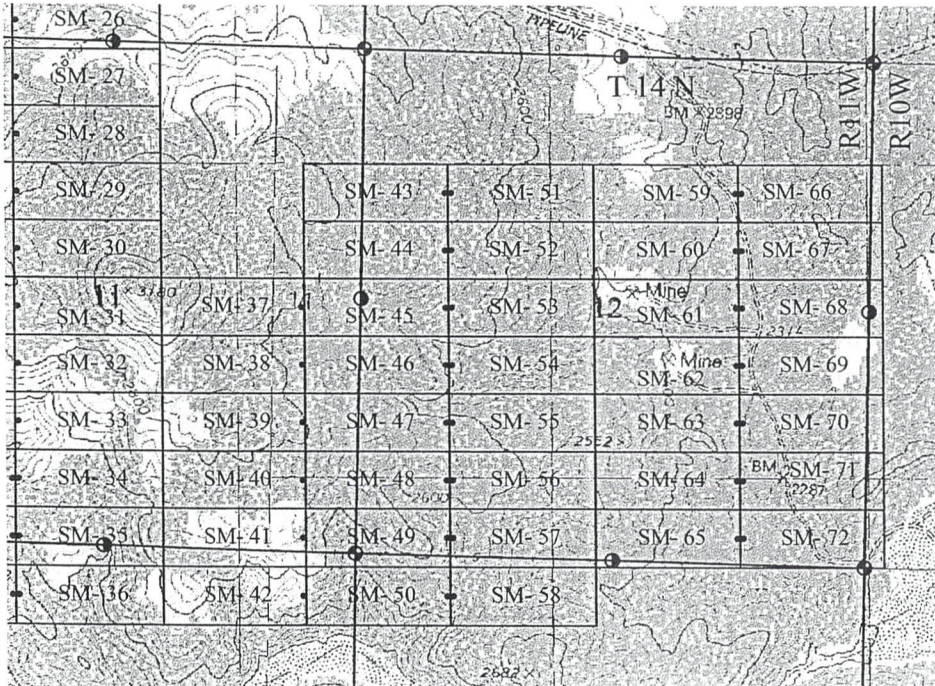 SM- 26
PIPELINE
SM- 27
T 14 N
2600
BM × 2898
R11W
R10W
SM- 28
SM- 29
SM- 43
SM- 51
SM- 59
SM- 66
SM- 30
SM- 44
SM- 52
SM- 60
SM- 67
11 × 3780
SM- 31
SM- 37
SM- 45
SM- 53
12
Mine
SM- 61
SM- 68
2314
SM- 32
SM- 38
SM- 46
SM- 54
Mine
SM- 62
SM- 69
SM- 33
SM- 39
SM- 47
SM- 55
SM- 63
SM- 70
2552 ×
SM- 34
SM- 40
SM- 48
SM- 56
SM- 64
BM
SM- 71
2287
2600
SM- 35
SM- 41
SM- 49
SM- 57
SM- 65
SM- 72
SM- 36
SM- 42
SM- 50
SM- 58
2682 ×